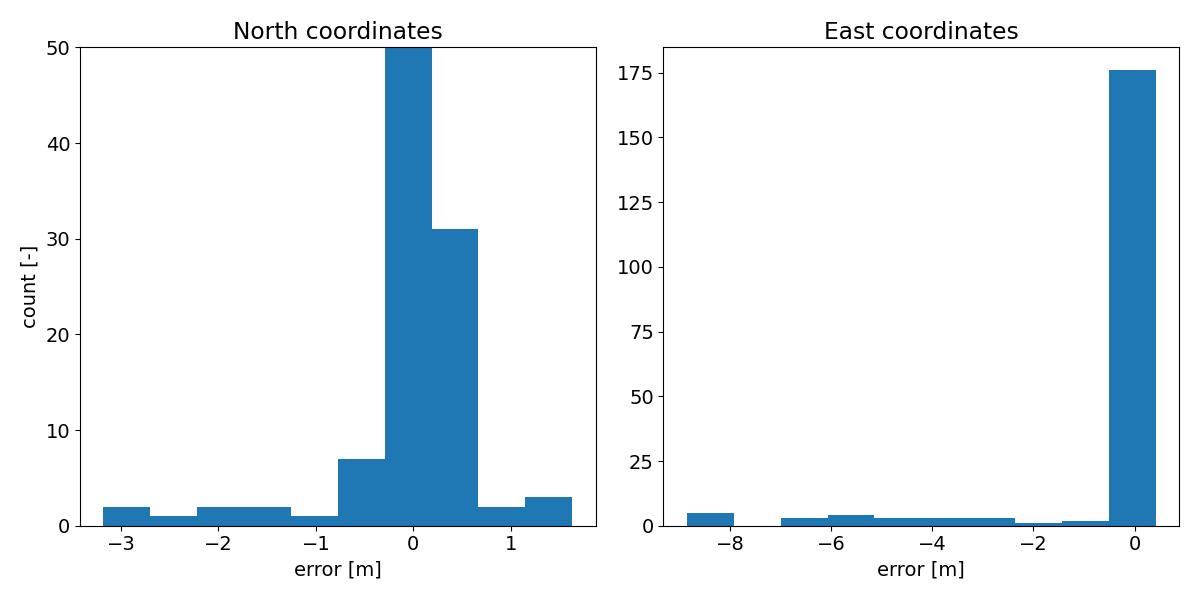 North coordinates
50
40
30
20
10
0
count [-]
−3 −2 −1 0 1
error [m]
East coordinates
175
150
125
100
75
50
25
0
−8 −6 −4 −2 0
error [m]